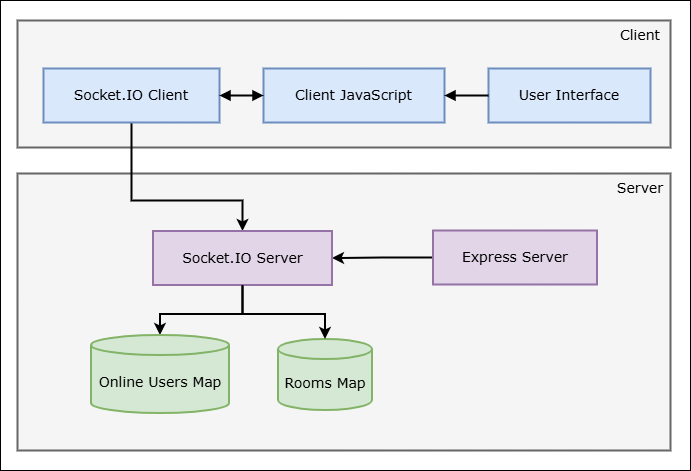 Client
Socket.IO Client
Client JavaScript
User Interface
Server
Socket.IO Server
Express Server
Online Users Map
Rooms Map